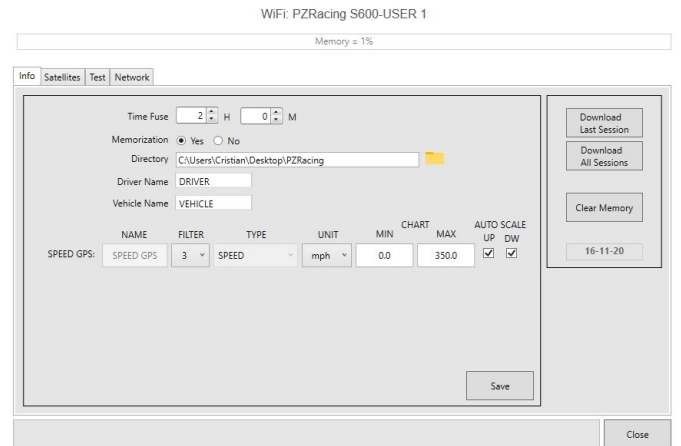 WiFi: PZRacing S600-USER 1
Memory = 1%
Info Satellites Test Network
Time Fuse 2 H 0 M
Memorization Yes No
Directory C:\Users\Cristian\Desktop\PZRacing
Driver Name DRIVER
Vehicle Name VEHICLE
CHART AUTO SCALE
NAME FILTER TYPE UNIT MIN MAX UP DW
SPEED GPS: SPEED GPS 3 SPEED mph 0.0 350.0
Save
Download
Last Session
Download
All Sessions
Clear Memory
16-11-20
Close